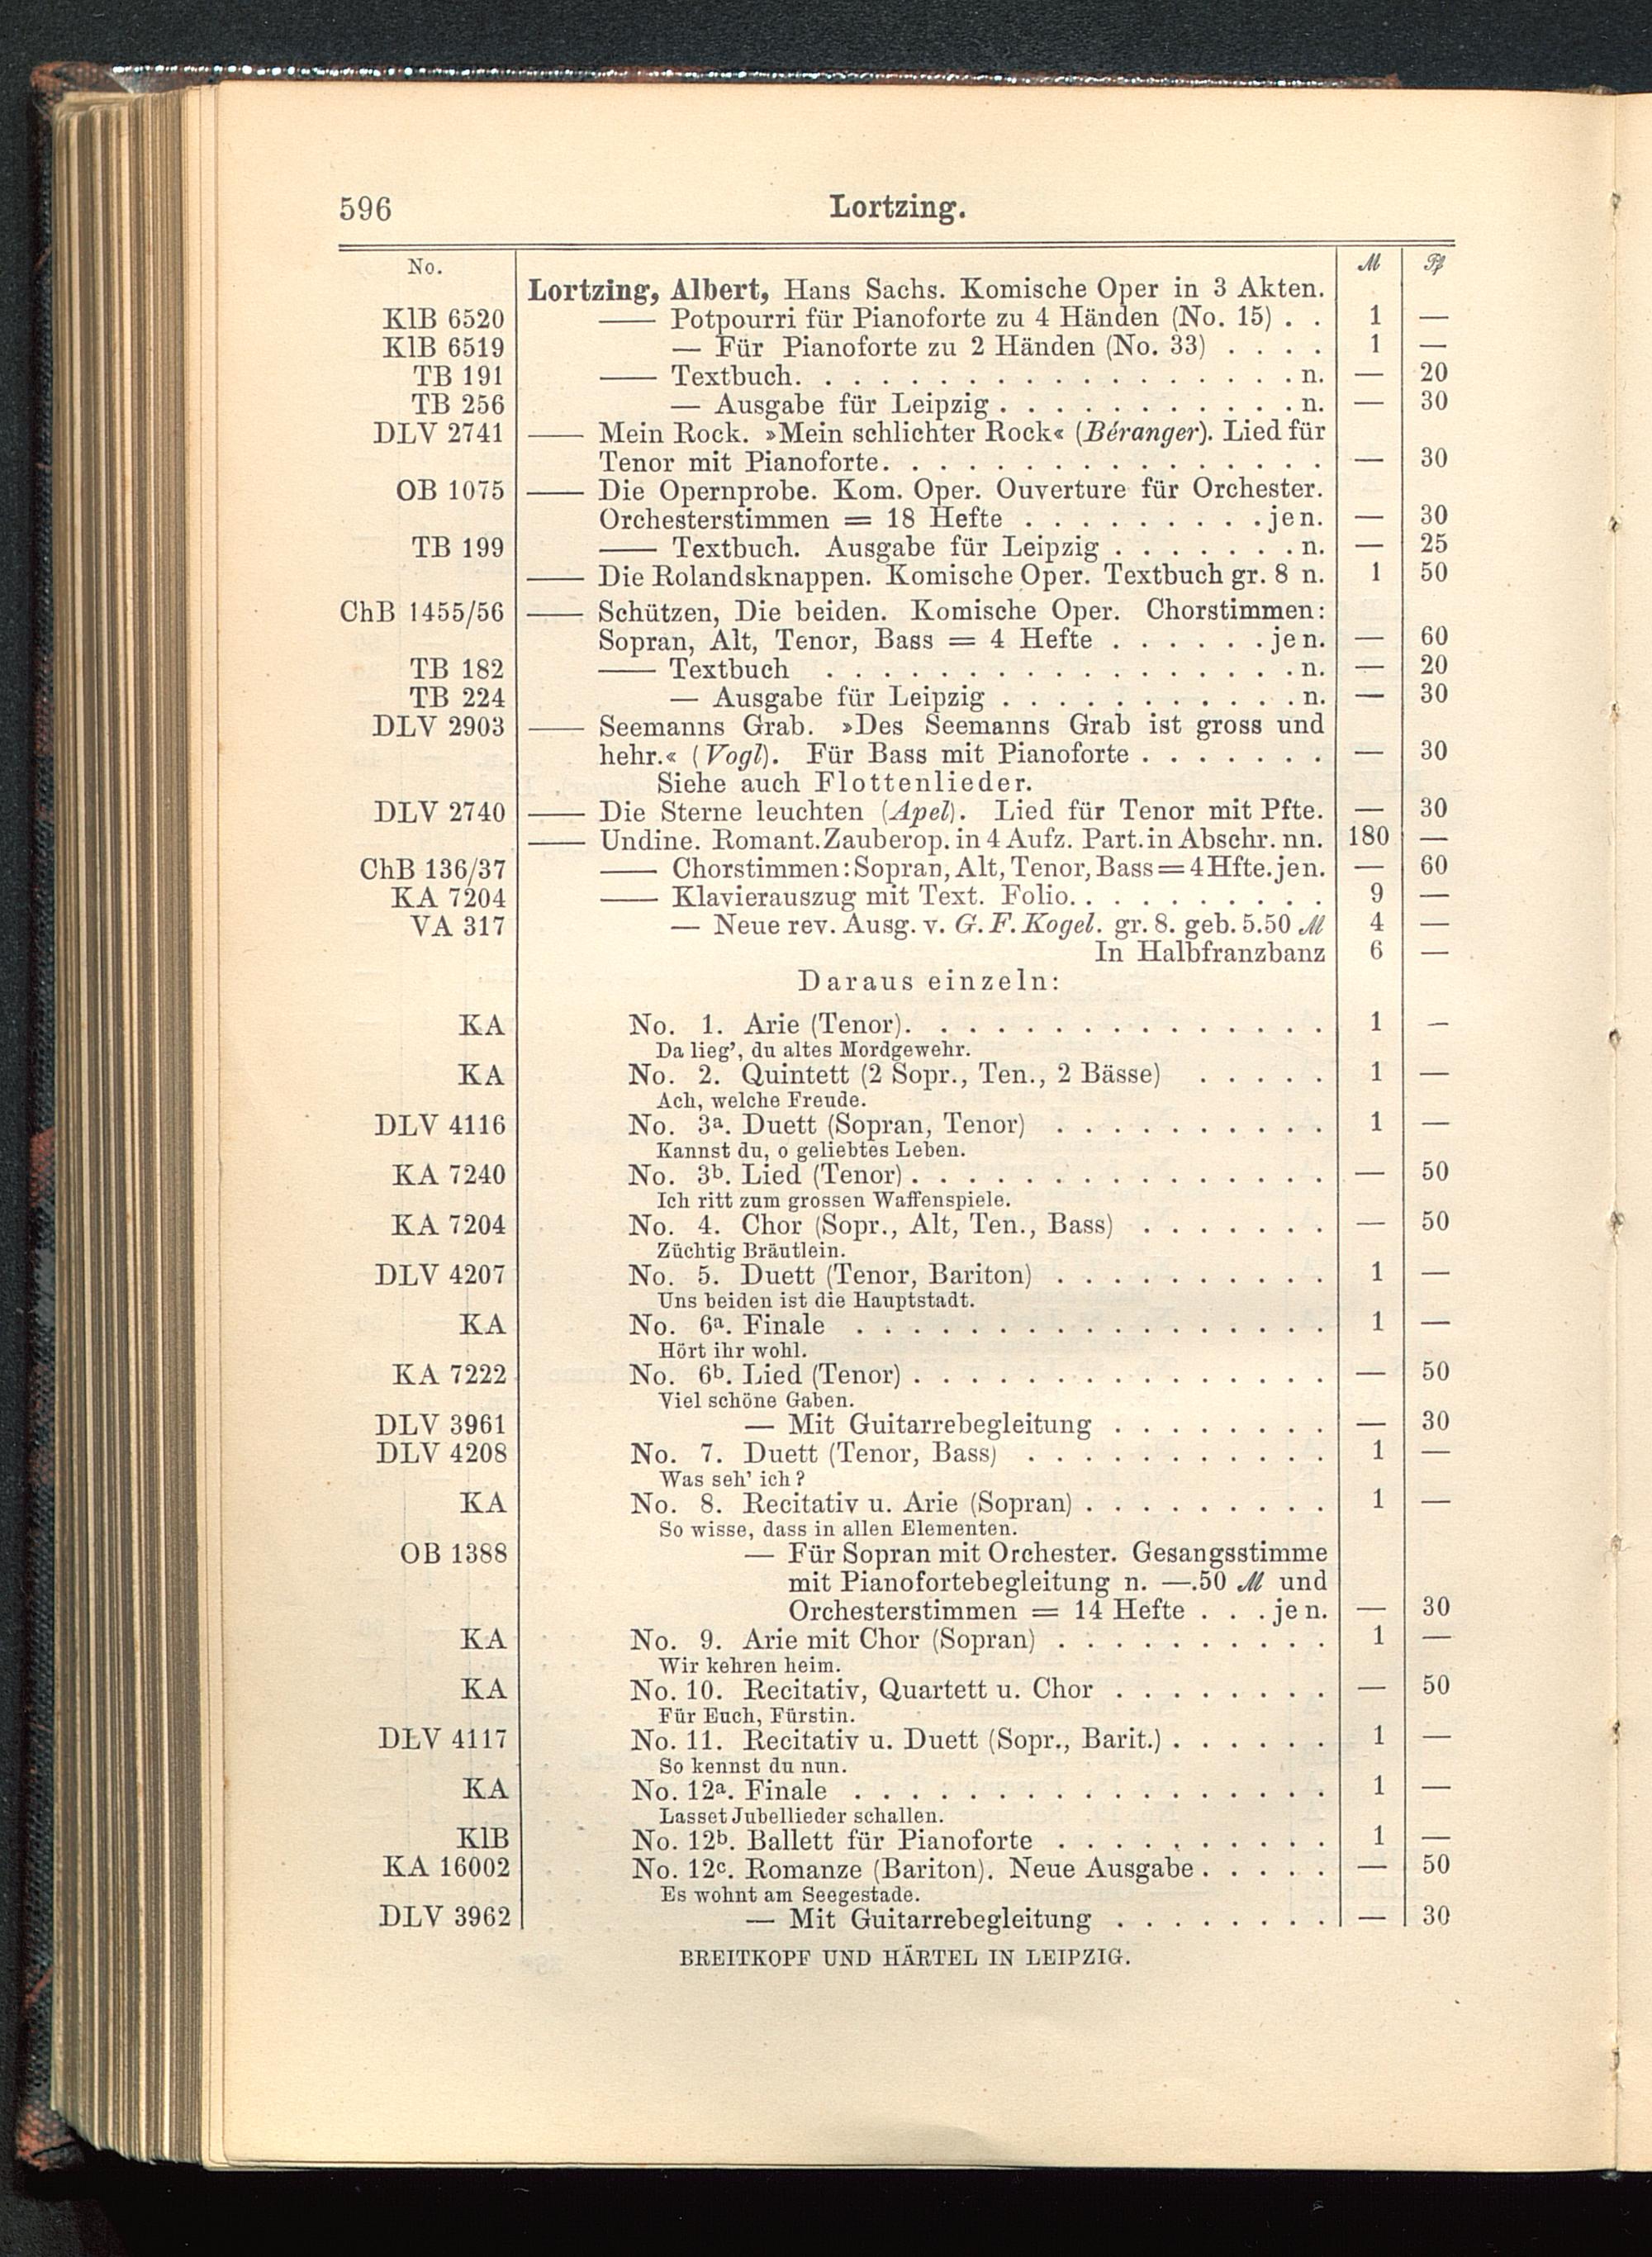 596 Lortzing.
No. M Pf
Lortzing, Albert, Hans Sachs. Komische Oper in 3 Akten.
KlB 6520 —— Potpourri für Pianoforte zu 4 Händen (No. 15) . . 1 —
KlB 6519 — Für Pianoforte zu 2 Händen (No. 33) . . . . 1 —
TB 191 —— Textbuch. . . . . . . . . . . . . . . . . . n. — 20
TB 256 — Ausgabe für Leipzig . . . . . . . . . . . n. — 30
DLV 2741 —— Mein Rock. »Mein schlichter Rock« (Béranger). Lied für
Tenor mit Pianoforte. . . . . . . . . . . . . . . . — 30
OB 1075 —— Die Opernprobe. Kom. Oper. Ouverture für Orchester.
Orchesterstimmen = 18 Hefte . . . . . . . . . je n. — 30
TB 199 —— Textbuch. Ausgabe für Leipzig . . . . . . . n. — 25
—— Die Rolandsknappen. Komische Oper. Textbuch gr. 8 n. 1 50
ChB 1455/56 —— Schützen, Die beiden. Komische Oper. Chorstimmen:
Sopran, Alt, Tenor, Bass = 4 Hefte . . . . . . je n. — 60
TB 182 —— Textbuch . . . . . . . . . . . . . . . . . n. — 20
TB 224 — Ausgabe für Leipzig . . . . . . . . . . . n. — 30
DLV 2903 —— Seemanns Grab. »Des Seemanns Grab ist gross und
hehr.« (Vogl). Für Bass mit Pianoforte . . . . . . . — 30
Siehe auch Flottenlieder.
DLV 2740 —— Die Sterne leuchten (Apel). Lied für Tenor mit Pfte. — 30
—— Undine. Romant. Zauberop. in 4 Aufz. Part. in Abschr. nn. 180 —
ChB 136/37 —— Chorstimmen: Sopran, Alt, Tenor, Bass = 4 Hfte. je n. — 60
KA 7204 —— Klavierauszug mit Text. Folio. . . . . . . . . . 9 —
VA 317 — Neue rev. Ausg. v. G. F. Kogel. gr. 8. geb. 5.50 M 4 —
In Halbfranzbanz 6 —
Daraus einzeln:
KA No. 1. Arie (Tenor). . . . . . . . . . . . . . . 1 —
Da lieg', du altes Mordgewehr.
KA No. 2. Quintett (2 Sopr., Ten., 2 Bässe) . . . . . 1 —
Ach, welche Freude.
DLV 4116 No. 3a. Duett (Sopran, Tenor) . . . . . . . . . . 1 —
Kannst du, o geliebtes Leben.
KA 7240 No. 3b. Lied (Tenor) . . . . . . . . . . . . . . . — 50
Ich ritt zum grossen Waffenspiele.
KA 7204 No. 4. Chor (Sopr., Alt, Ten., Bass) . . . . . . . — 50
Züchtig Bräutlein.
DLV 4207 No. 5. Duett (Tenor, Bariton) . . . . . . . . . . 1 —
Uns beiden ist die Hauptstadt.
KA No. 6a. Finale . . . . . . . . . . . . . . . . . 1 —
Hört ihr wohl.
KA 7222 No. 6b. Lied (Tenor) . . . . . . . . . . . . . . . — 50
Viel schöne Gaben.
DLV 3961 — Mit Guitarrebegleitung . . . . . . . . — 30
DLV 4208 No. 7. Duett (Tenor, Bass) . . . . . . . . . . . 1 —
Was seh' ich?
KA No. 8. Recitativ u. Arie (Sopran) . . . . . . . . . 1 —
So wisse, dass in allen Elementen.
OB 1388 — Für Sopran mit Orchester. Gesangsstimme
mit Pianofortebegleitung n. —.50 M und
Orchesterstimmen = 14 Hefte . . . je n. — 30
KA No. 9. Arie mit Chor (Sopran) . . . . . . . . . . 1 —
Wir kehren heim.
KA No. 10. Recitativ, Quartett u. Chor . . . . . . . . — 50
Für Euch, Fürstin.
DLV 4117 No. 11. Recitativ u. Duett (Sopr., Barit.) . . . . . . 1 —
So kennst du nun.
KA No. 12a. Finale . . . . . . . . . . . . . . . . . 1 —
Lasset Jubellieder schallen.
KlB No. 12b. Ballett für Pianoforte . . . . . . . . . . 1 —
KA 16002 No. 12c. Romanze (Bariton). Neue Ausgabe . . . . . — 50
Es wohnt am Seegestade.
DLV 3962 — Mit Guitarrebegleitung . . . . . . . . — 30
BREITKOPF UND HÄRTEL IN LEIPZIG.